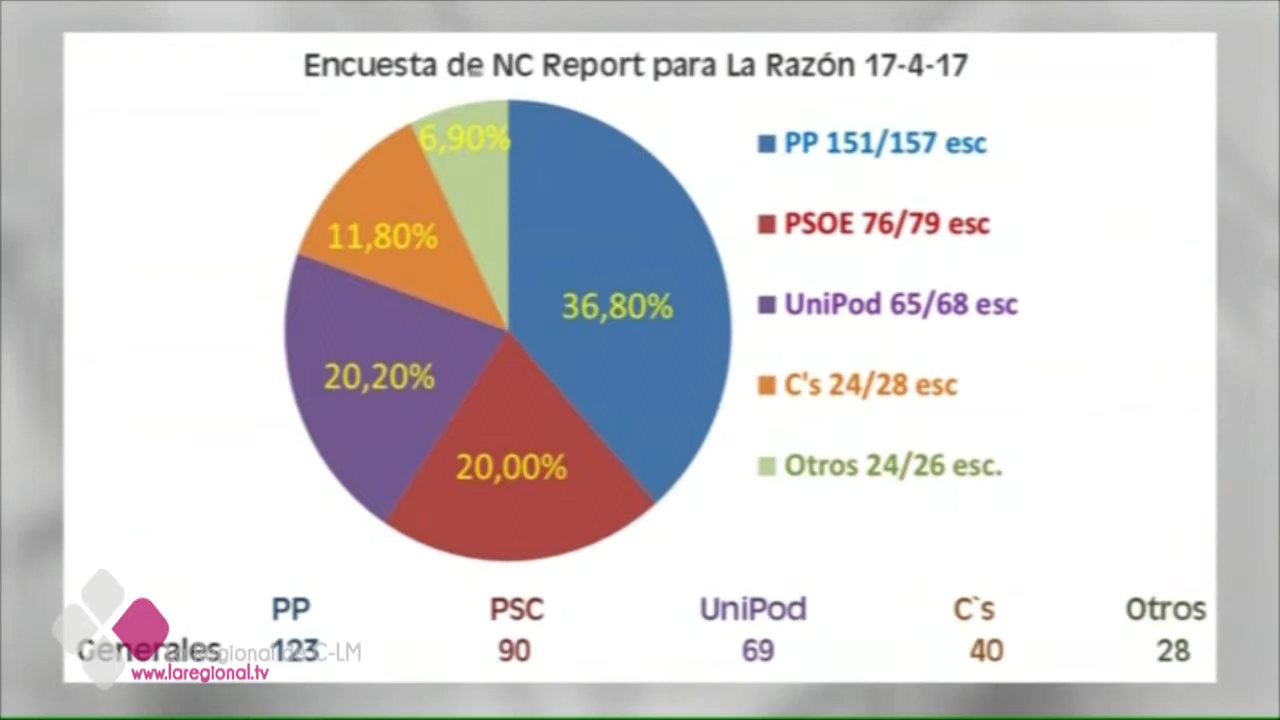 Encuesta de NC Report para La Razón 17-4-17
6,90%
PP 151/157 esc
11,80%
PSOE 76/79 esc
36,80%
UniPod 65/68 esc
20,20%
C's 24/28 esc
20,00%
Otros 24/26 esc.
PP PSC UniPod C`s Otros
Generales 123 90 69 40 28
C-LM
www.laregional.tv